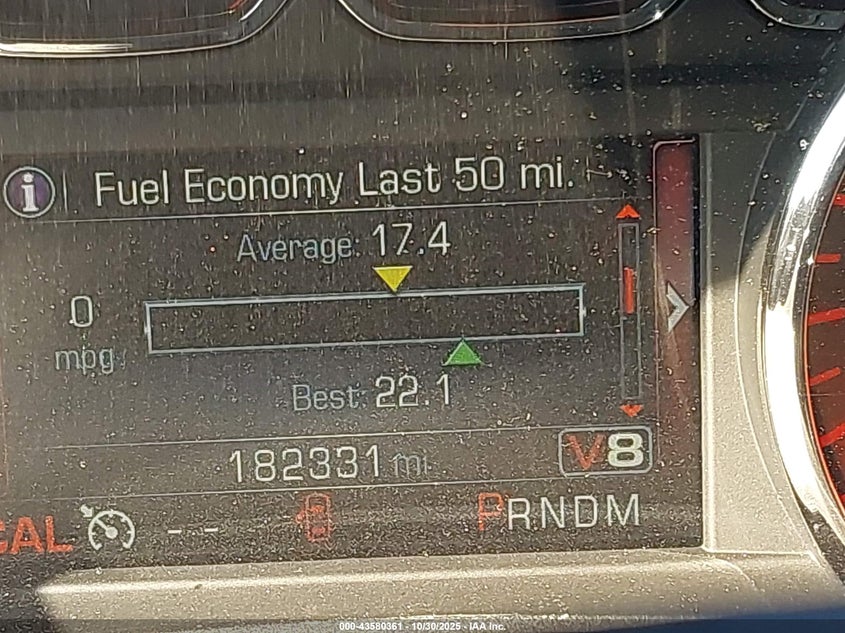 Fuel Economy Last 50 mi.
Average: 17.4
0
mpg
Best: 22.1
182331 mi
V8
CAL -- PRNDM
000-43580361 - 10/30/2025 - IAA Inc.